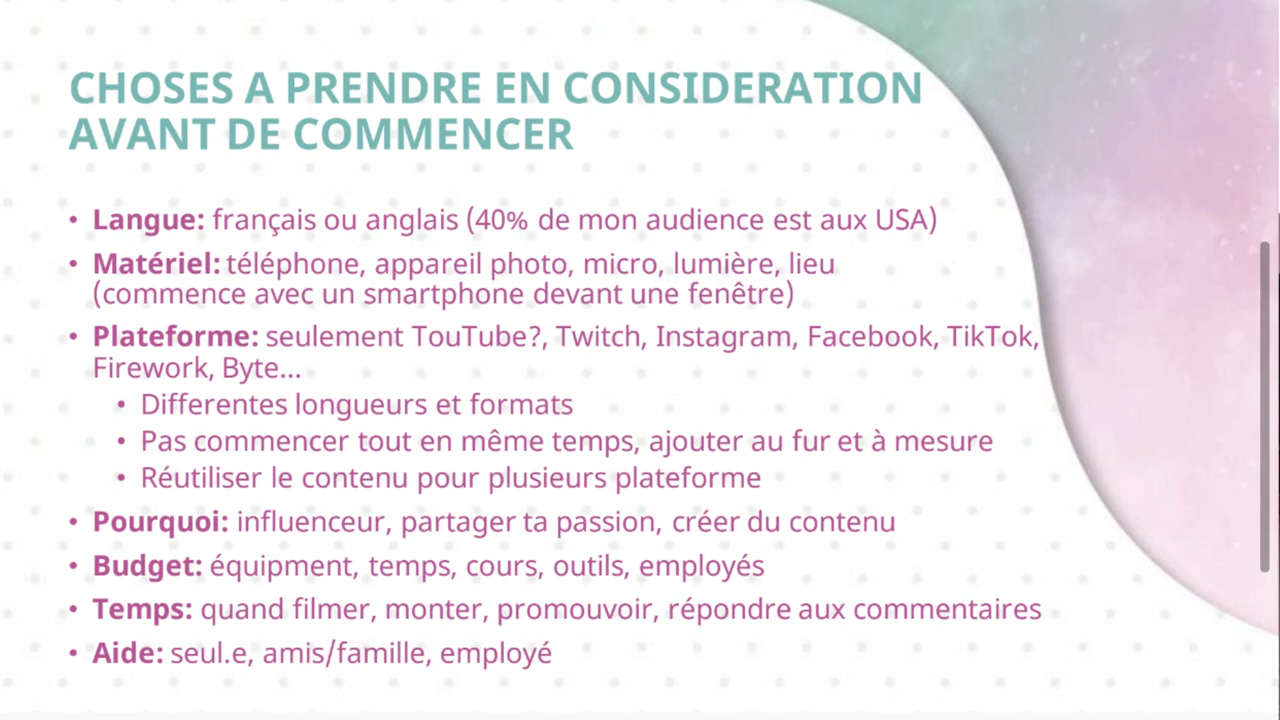 CHOSES A PRENDRE EN CONSIDERATION
AVANT DE COMMENCER
• Langue: français ou anglais (40% de mon audience est aux USA)
• Matériel: téléphone, appareil photo, micro, lumière, lieu
(commence avec un smartphone devant une fenêtre)
• Plateforme: seulement TouTube?, Twitch, Instagram, Facebook, TikTok,
Firework, Byte...
• Differentes longueurs et formats
• Pas commencer tout en même temps, ajouter au fur et à mesure
• Réutiliser le contenu pour plusieurs plateforme
• Pourquoi: influenceur, partager ta passion, créer du contenu
• Budget: équipment, temps, cours, outils, employés
• Temps: quand filmer, monter, promouvoir, répondre aux commentaires
• Aide: seul.e, amis/famille, employé